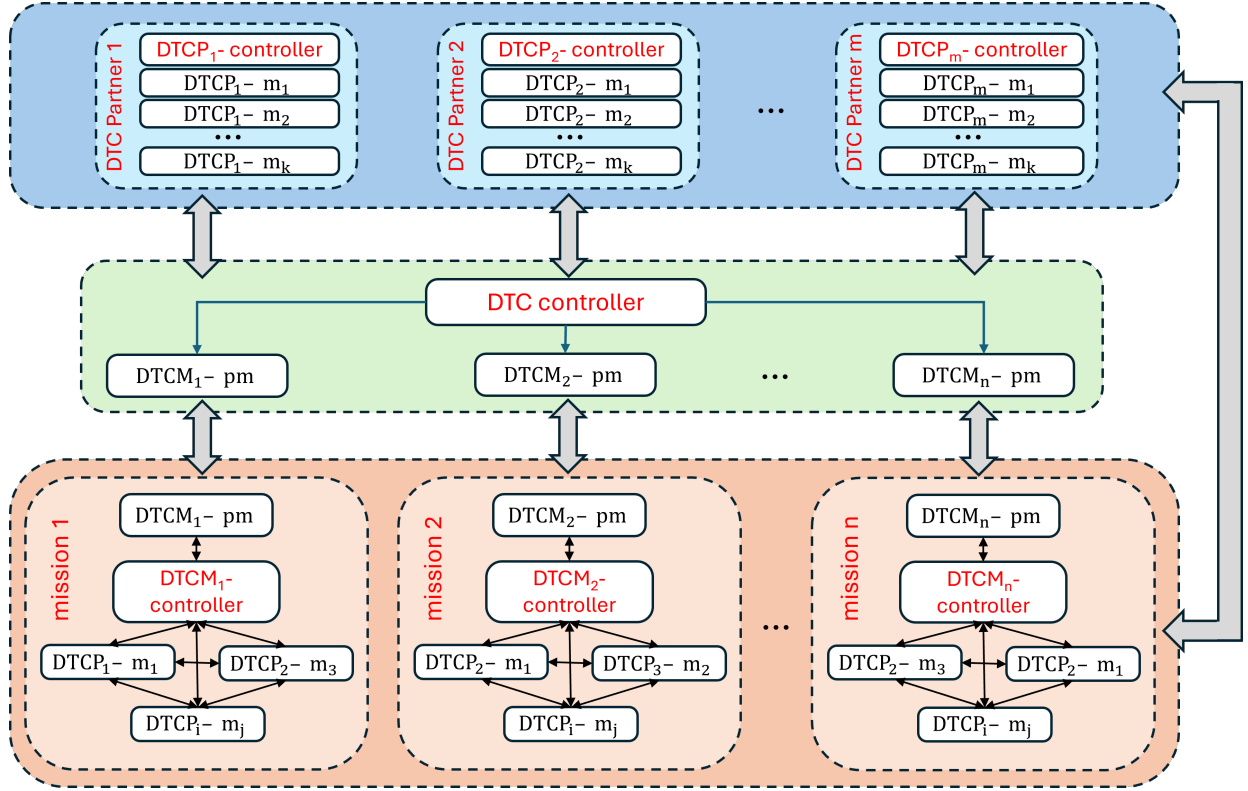 DTC Partner 1
DTCP₁- controller
DTCP₁– m₁
DTCP₁– m₂
...
DTCP₁– mₖ
DTC Partner 2
DTCP₂- controller
DTCP₂– m₁
DTCP₂– m₂
...
DTCP₂– mₖ
...
DTC Partner m
DTCPₘ- controller
DTCPₘ– m₁
DTCPₘ– m₂
...
DTCPₘ– mₖ
DTC controller
DTCM₁– pm
DTCM₂– pm
...
DTCMₙ– pm
mission 1
DTCM₁– pm
DTCM₁-
controller
DTCP₁– m₁
DTCP₂– m₃
DTCPᵢ– mⱼ
mission 2
DTCM₂– pm
DTCM₂-
controller
DTCP₂– m₁
DTCP₃– m₂
DTCPᵢ– mⱼ
...
mission n
DTCMₙ– pm
DTCMₙ-
controller
DTCP₂– m₃
DTCP₂– m₁
DTCPᵢ– mⱼ